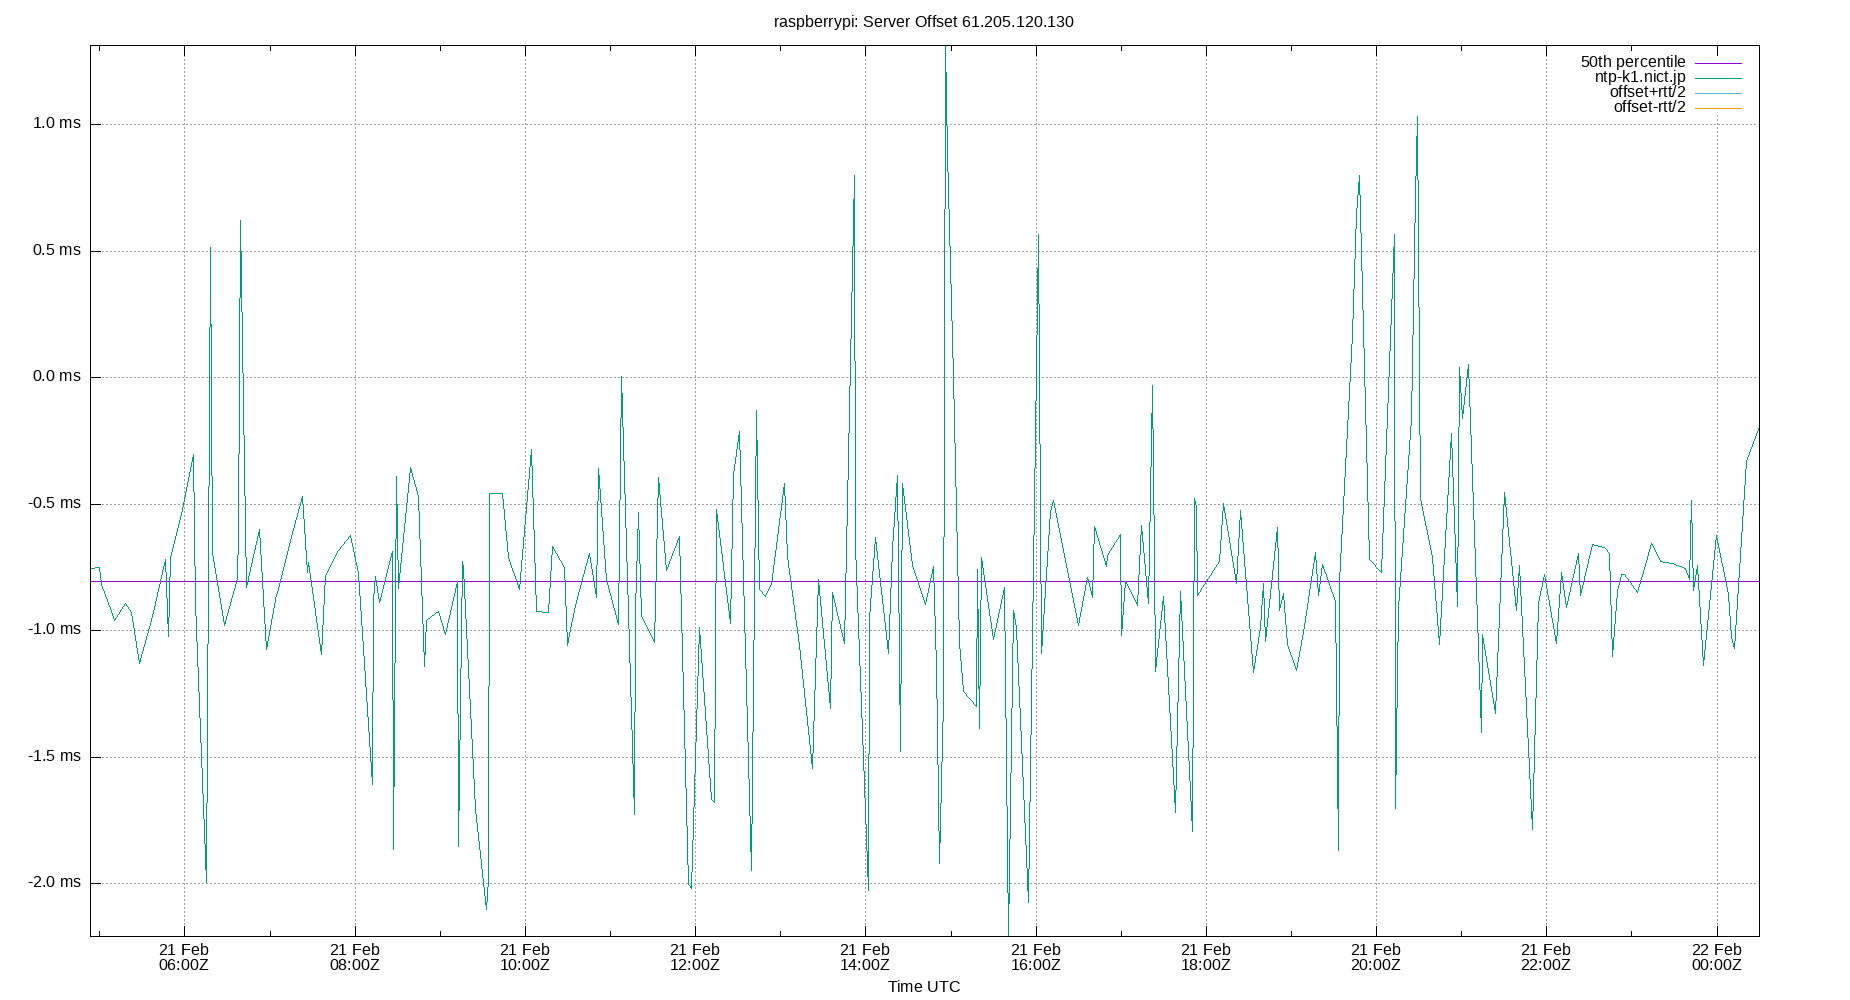 raspberrypi: Server Offset 61.205.120.130
50th percentile
ntp-k1.nict.jp
offset+rtt/2
offset-rtt/2
1.0 ms
0.5 ms
0.0 ms
-0.5 ms
-1.0 ms
-1.5 ms
-2.0 ms
21 Feb 21 Feb 21 Feb 21 Feb 21 Feb 21 Feb 21 Feb 21 Feb 21 Feb 22 Feb
06:00Z 08:00Z 10:00Z 12:00Z 14:00Z 16:00Z 18:00Z 20:00Z 22:00Z 00:00Z
Time UTC